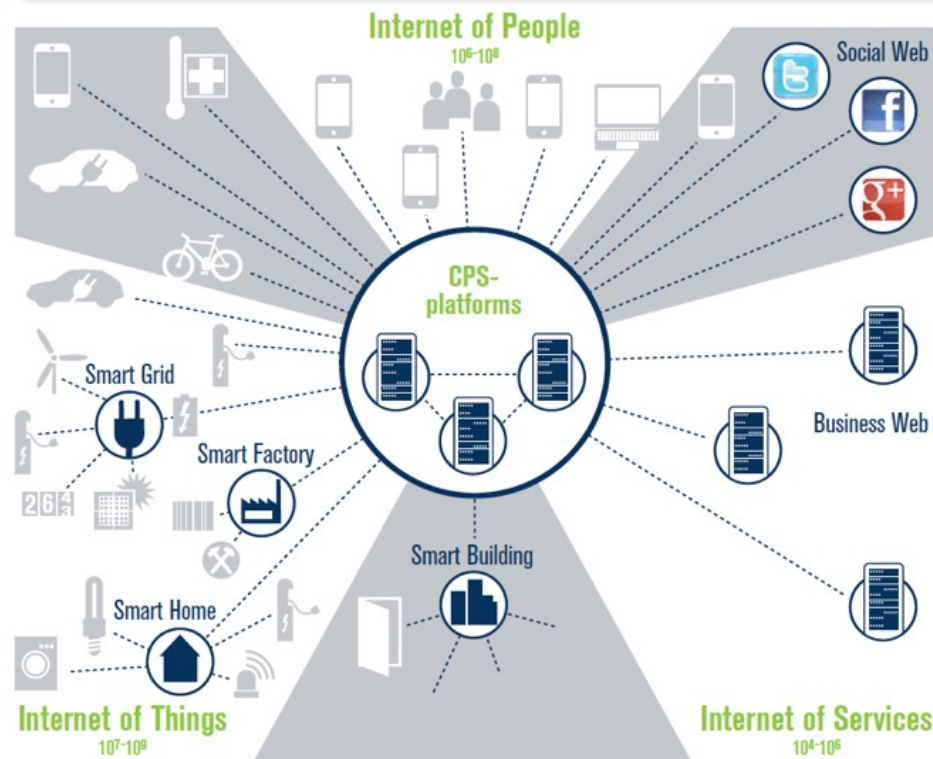 Internet of People
10⁶-10⁸
Social Web
f
g+
CPS-
platforms
Smart Grid
Business Web
Smart Factory
26
Smart Building
Smart Home
Internet of Things
10⁷-10⁹
Internet of Services
10⁴-10⁶